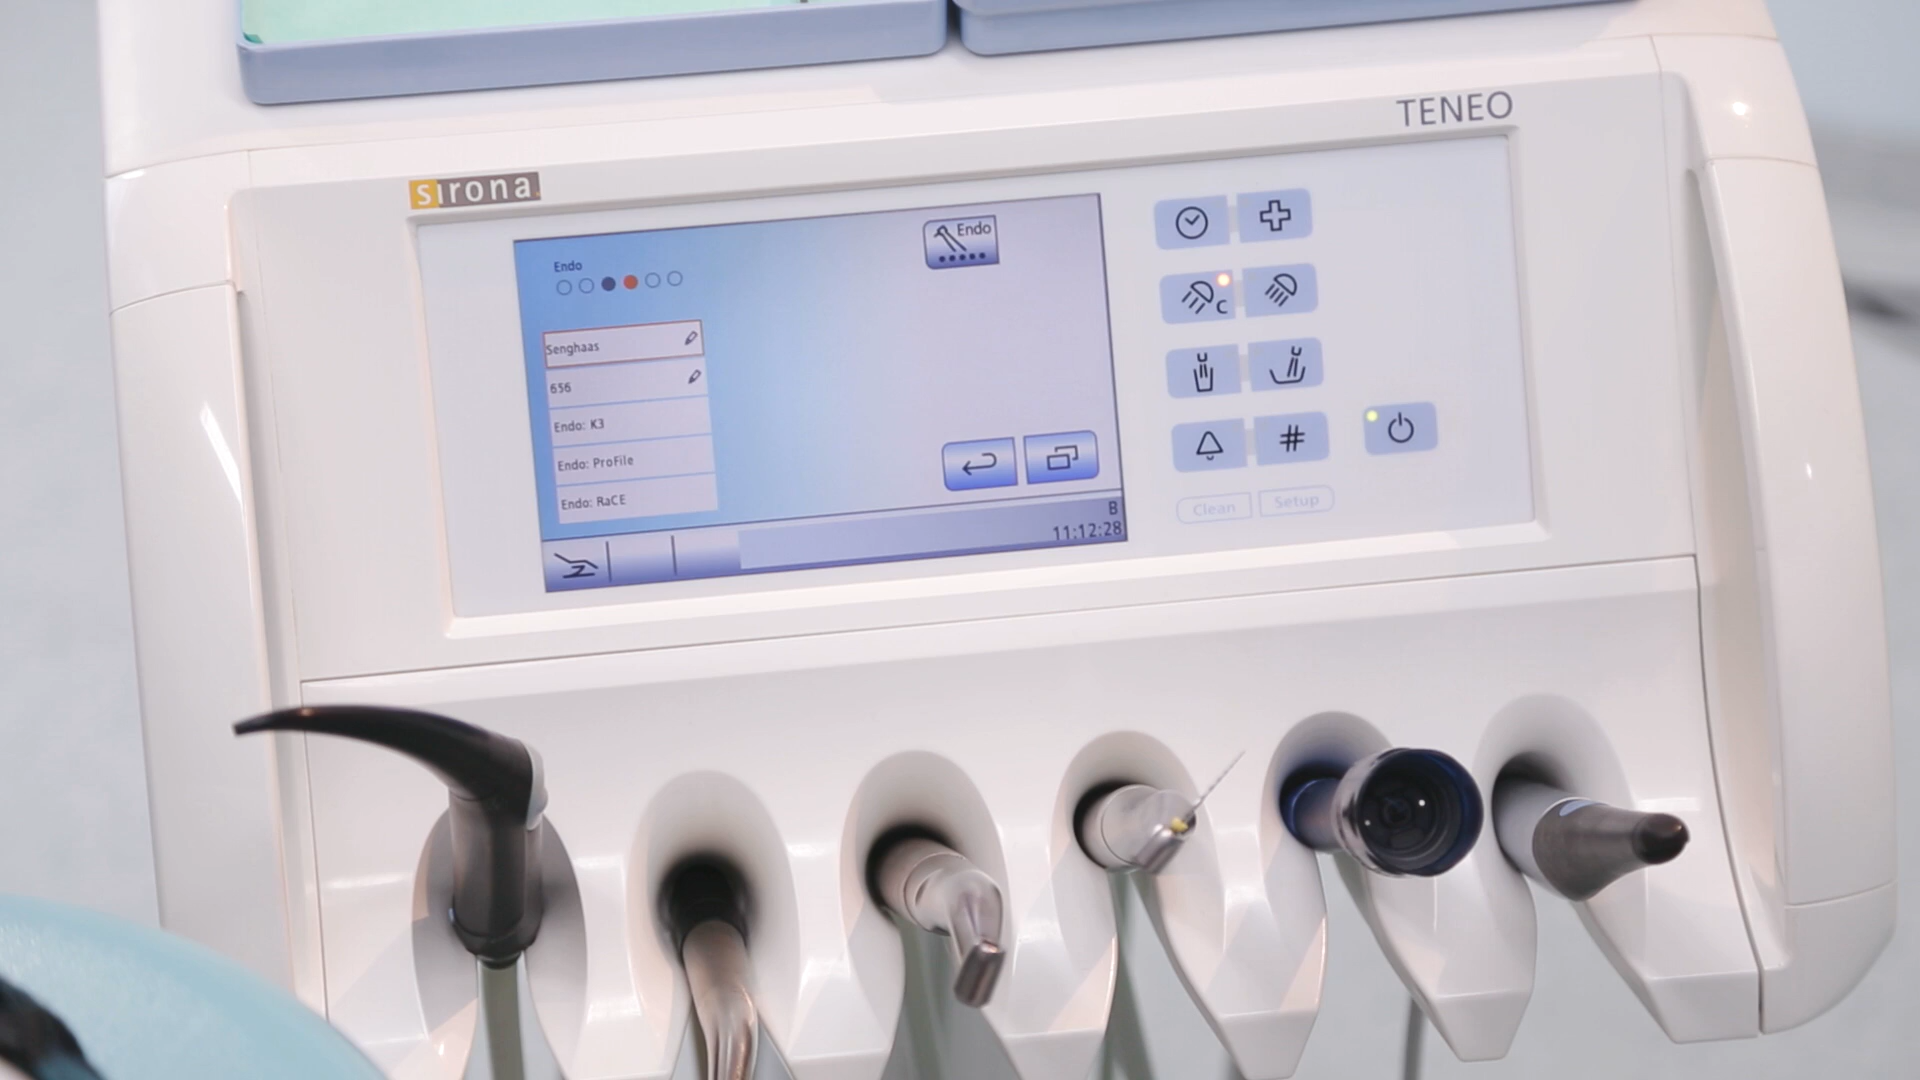 TENEO
sirona.
Endo
Endo
Senghaas
656
Endo: K3
Endo: ProFile
Endo: RaCE
B
11:12:28
C
#
Clean
Setup